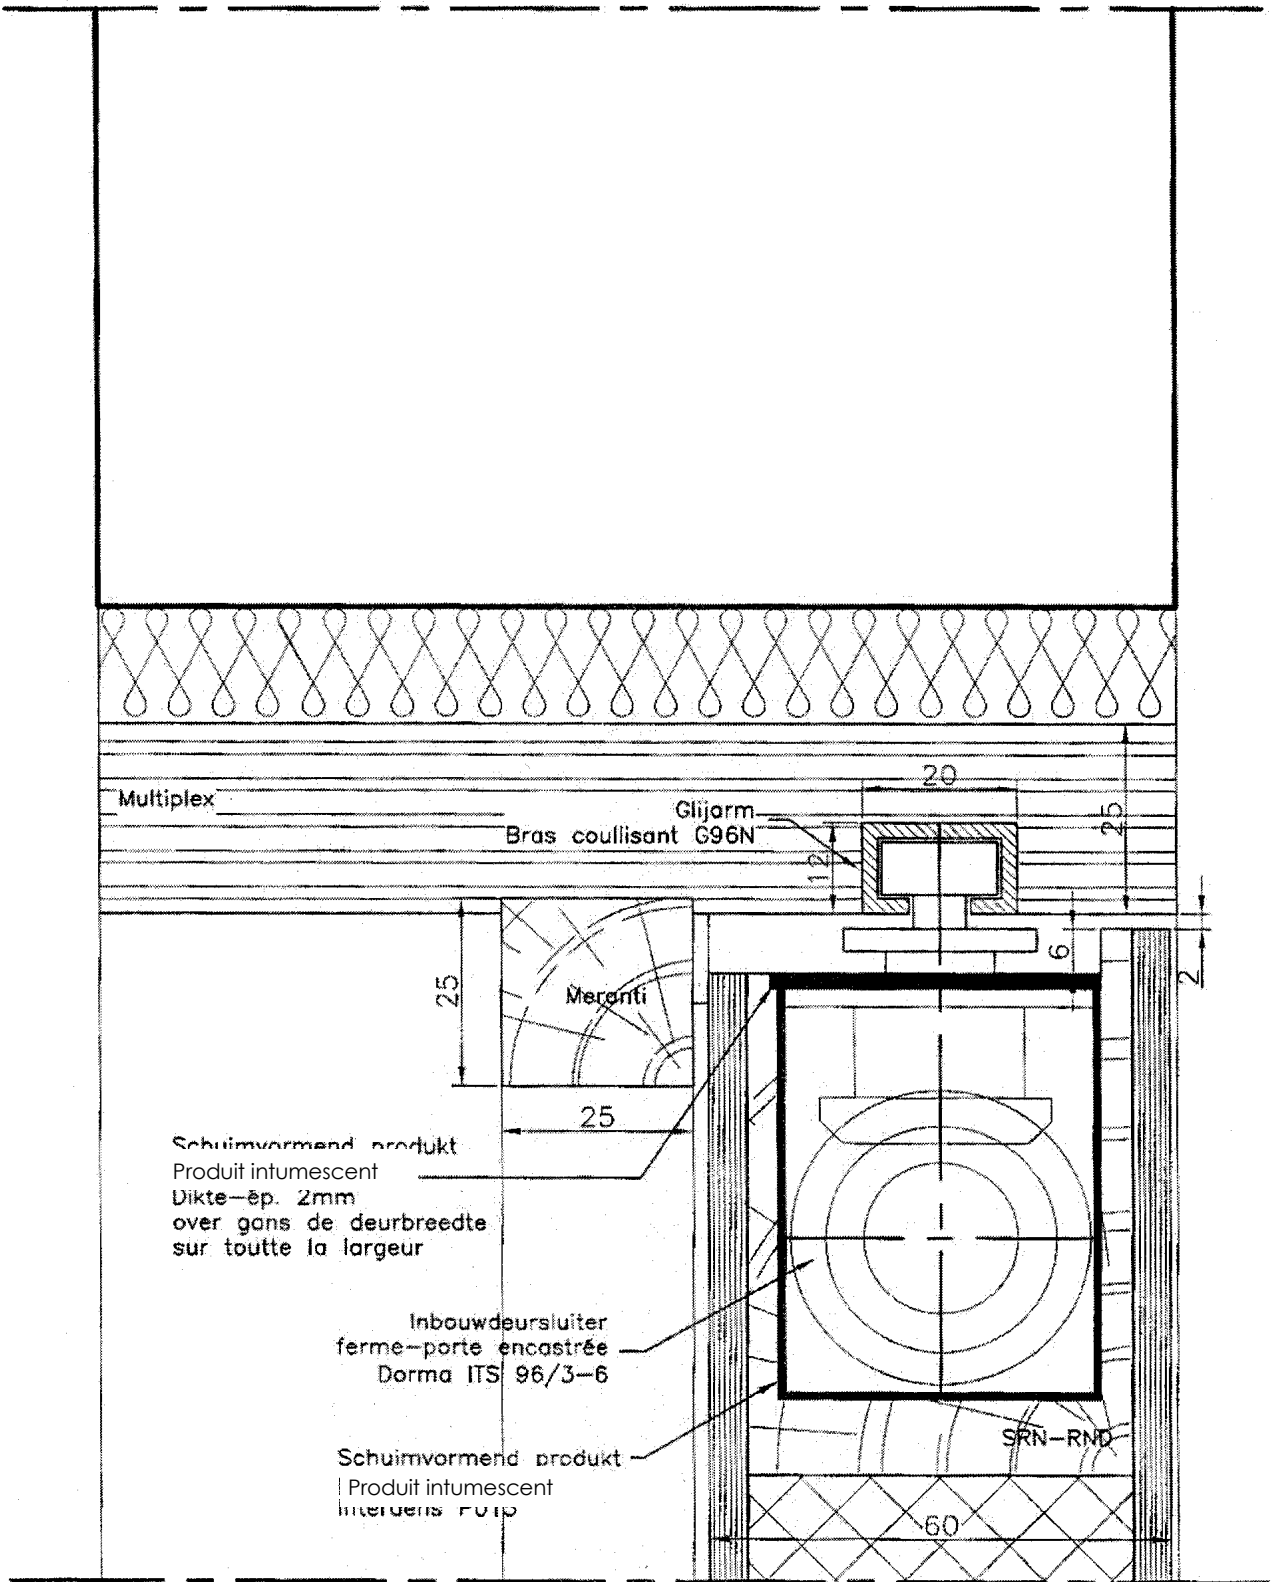 20
Multiplex
Glijarm
Bras coullisant G96N
12
25
6
2
25
Meranti
25
Schuimvormend produkt
Produit intumescent
Dikte-ép. 2mm
over gans de deurbreedte
sur toutte la largeur
Inbouwdeursluiter
ferme-porte encastrée
Dorma ITS 96/3-6
SRN-RND
Schuimvormend produkt
Produit intumescent
Interdens
60